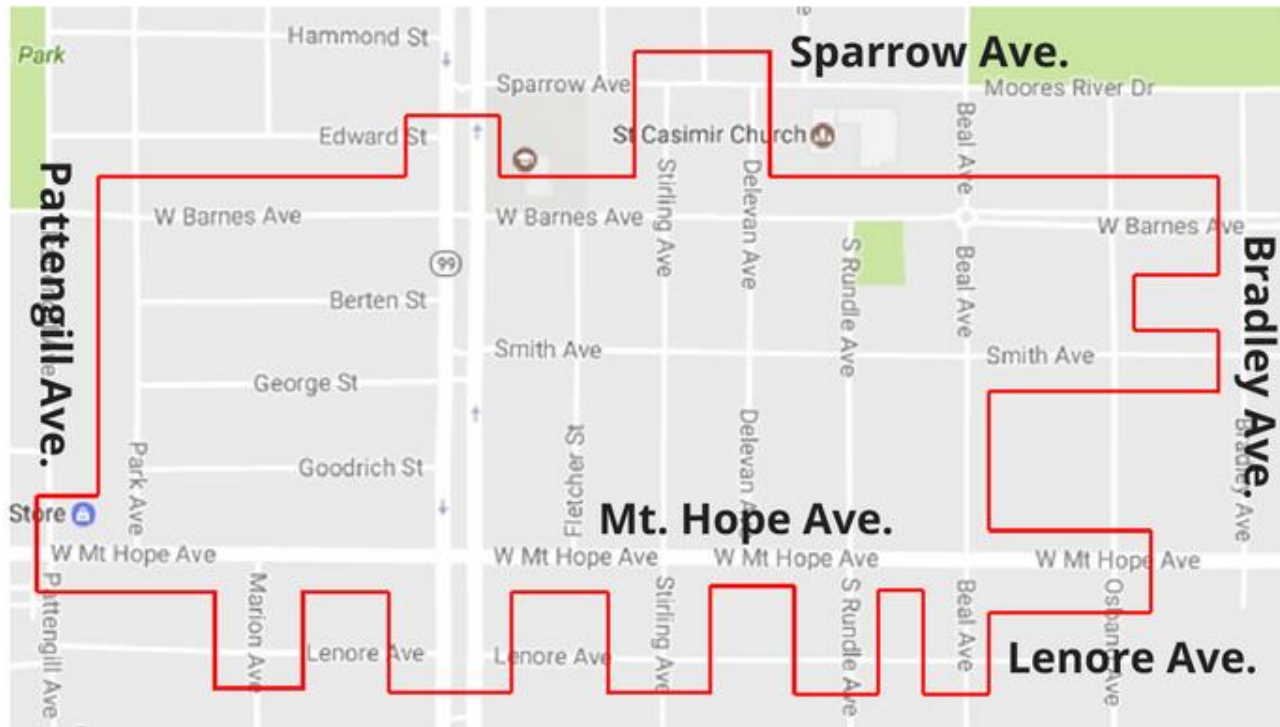 Hammond St
Park
Sparrow Ave.
Sparrow Ave
Moores River Dr
Edward St
St Casimir Church
Beal Ave
Pattengill Ave.
Stirling Ave
Delevan Ave
W Barnes Ave
W Barnes Ave
W Barnes Ave
S Rundle Ave
Beal Ave
Bradley Ave.
99
Berten St
Smith Ave
Smith Ave
George St
Fletcher St
Delevan A
Bradley Ave
Park Ave
Goodrich St
Store
Mt. Hope Ave.
W Mt Hope Ave
W Mt Hope Ave
W Mt Hope Ave
W Mt Hope Ave
Pattengill Ave
Marion Ave
Stirling Ave
S Rundle Ave
Beal Ave
Osband Ave
Lenore Ave
Lenore Ave
Lenore Ave.